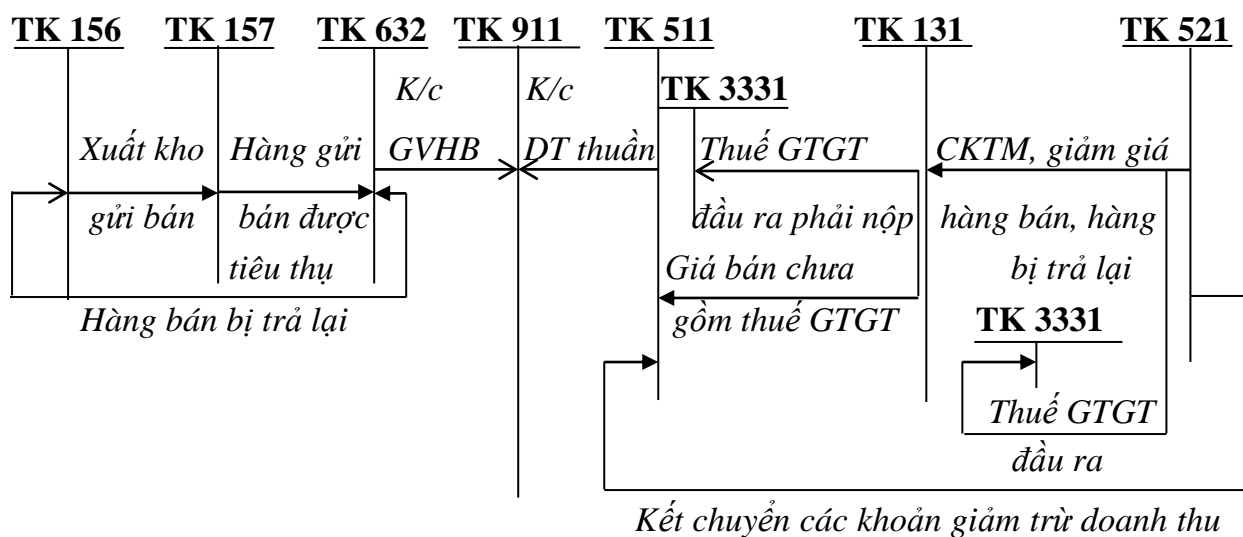 TK 156 TK 157 TK 632 TK 911 TK 511 TK 131 TK 521
K/c K/c
TK 3331
Xuất kho Hàng gửi GVHB DT thuần Thuế GTGT CKTM, giảm giá
gửi bán bán được đầu ra phải nộp hàng bán, hàng
tiêu thụ Giá bán chưa bị trả lại
Hàng bán bị trả lại gồm thuế GTGT TK 3331
Thuế GTGT
đầu ra
Kết chuyển các khoản giảm trừ doanh thu